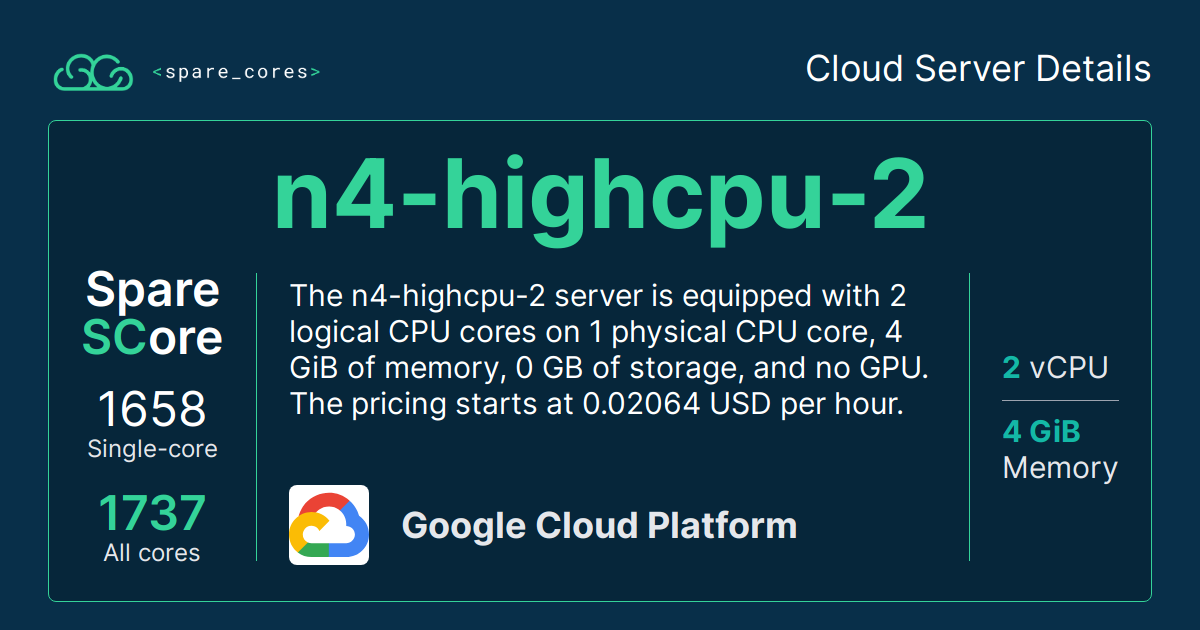 <spare_cores>
Cloud Server Details
n4-highcpu-2
Spare
SCore
1658
Single-core
1737
All cores
The n4-highcpu-2 server is equipped with 2
logical CPU cores on 1 physical CPU core, 4
GiB of memory, 0 GB of storage, and no GPU.
The pricing starts at 0.02064 USD per hour.
Google Cloud Platform
2 vCPU
4 GiB
Memory